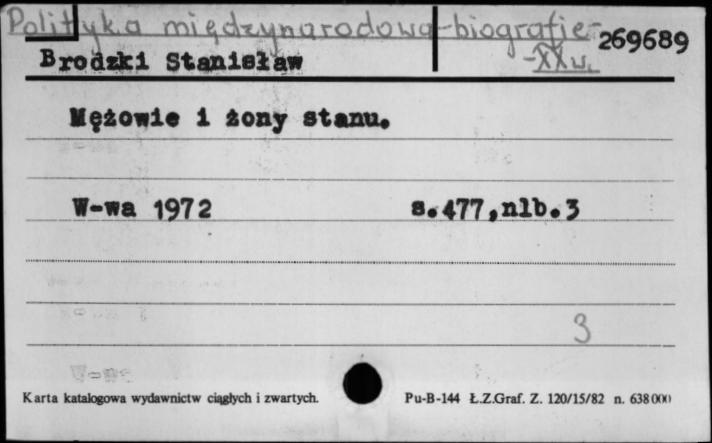 Polityka międzynarodowa-biografie-
-XX w.
269689
Brodzki Stanisław
Mężowie i żony stanu.
W-wa 1972 s.477,nlb.3
3
Karta katalogowa wydawnictw ciągłych i zwartych. Pu-B-144 Ł.Z.Graf. Z. 120/15/82 n. 638000